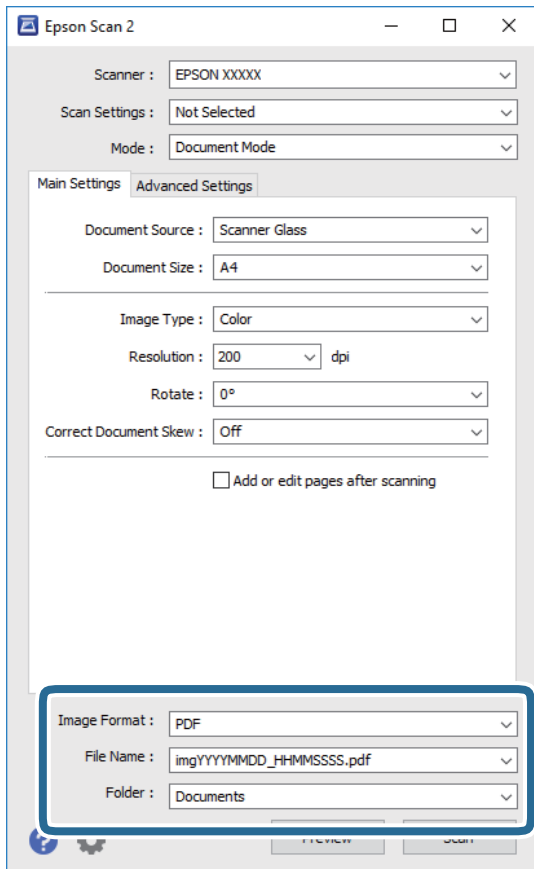 Epson Scan 2
Scanner : EPSON XXXXX
Scan Settings : Not Selected
Mode : Document Mode
Main Settings Advanced Settings
Document Source : Scanner Glass
Document Size : A4
Image Type : Color
Resolution : 200 dpi
Rotate : 0°
Correct Document Skew : Off
Add or edit pages after scanning
Image Format : PDF
File Name : imgYYYYMMDD_HHMMSSSS.pdf
Folder : Documents
? Preview Scan